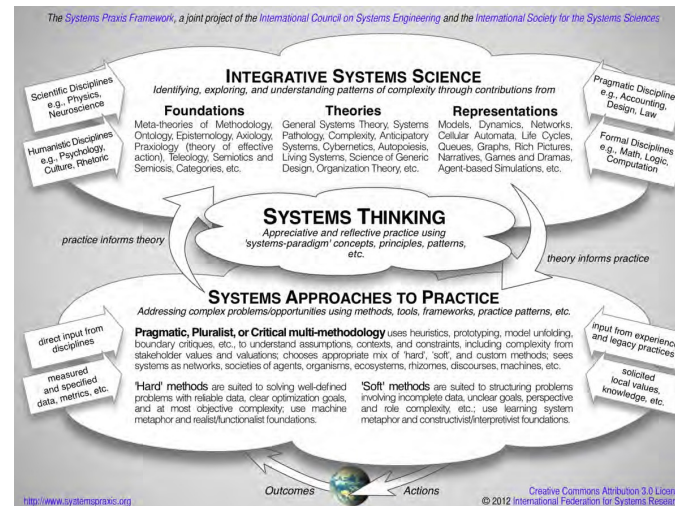 The Systems Praxis Framework, a joint project of the International Council on Systems Engineering and the International Society for the Systems Sciences
INTEGRATIVE SYSTEMS SCIENCE
Identifying, exploring, and understanding patterns of complexity through contributions from
Scientific Disciplines
e.g., Physics,
Neuroscience
Humanistic Disciplines
e.g., Psychology,
Culture, Rhetoric
Foundations
Meta-theories of Methodology,
Ontology, Epistemology, Axiology,
Praxiology (theory of effective
action), Teleology, Semiotics and
Semiosis, Categories, etc.
Theories
General Systems Theory, Systems
Pathology, Complexity, Anticipatory
Systems, Cybernetics, Autopoiesis,
Living Systems, Science of Generic
Design, Organization Theory, etc.
Representations
Models, Dynamics, Networks,
Cellular Automata, Life Cycles,
Queues, Graphs, Rich Pictures,
Narratives, Games and Dramas,
Agent-based Simulations, etc.
Pragmatic Discipline
e.g., Accounting,
Design, Law
Formal Disciplines
e.g., Math, Logic,
Computation
SYSTEMS THINKING
Appreciative and reflective practice using
'systems-paradigm' concepts, principles, patterns,
etc.
practice informs theory
theory informs practice
SYSTEMS APPROACHES TO PRACTICE
Addressing complex problems/opportunities using methods, tools, frameworks, practice patterns, etc.
direct input from
disciplines
measured
and specified
data, metrics, etc.
Pragmatic, Pluralist, or Critical multi-methodology uses heuristics, prototyping, model unfolding,
boundary critiques, etc., to understand assumptions, contexts, and constraints, including complexity from
stakeholder values and valuations; chooses appropriate mix of 'hard', 'soft', and custom methods; sees
systems as networks, societies of agents, organisms, ecosystems, rhizomes, discourses, machines, etc.
'Hard' methods are suited to solving well-defined
problems with reliable data, clear optimization goals,
and at most objective complexity; use machine
metaphor and realist/functionalist foundations.
'Soft' methods are suited to structuring problems
involving incomplete data, unclear goals, perspective
and role complexity, etc.; use learning system
metaphor and constructivist/interpretivist foundations.
input from experience
and legacy practices
solicited
local values,
knowledge, etc.
Outcomes
Actions
http://www.systemspraxis.org
Creative Commons Attribution 3.0 Licen
© 2012 International Federation for Systems Resear